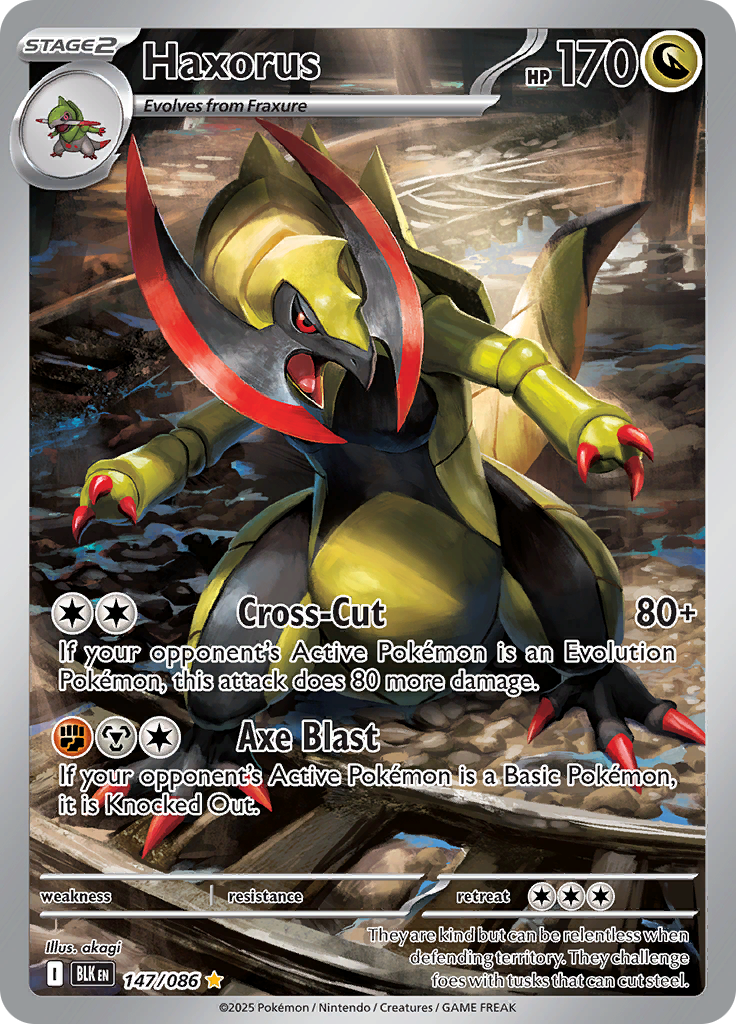 STAGE2
Haxorus
HP 170
Evolves from Fraxure
Cross-Cut 80+
If your opponent's Active Pokémon is an Evolution
Pokémon, this attack does 80 more damage.
Axe Blast
If your opponent's Active Pokémon is a Basic Pokémon,
it is Knocked Out.
weakness resistance retreat
Illus. akagi
They are kind but can be relentless when
defending territory. They challenge
foes with tusks that can cut steel.
I BLK EN 147/086
©2025 Pokémon / Nintendo / Creatures / GAME FREAK